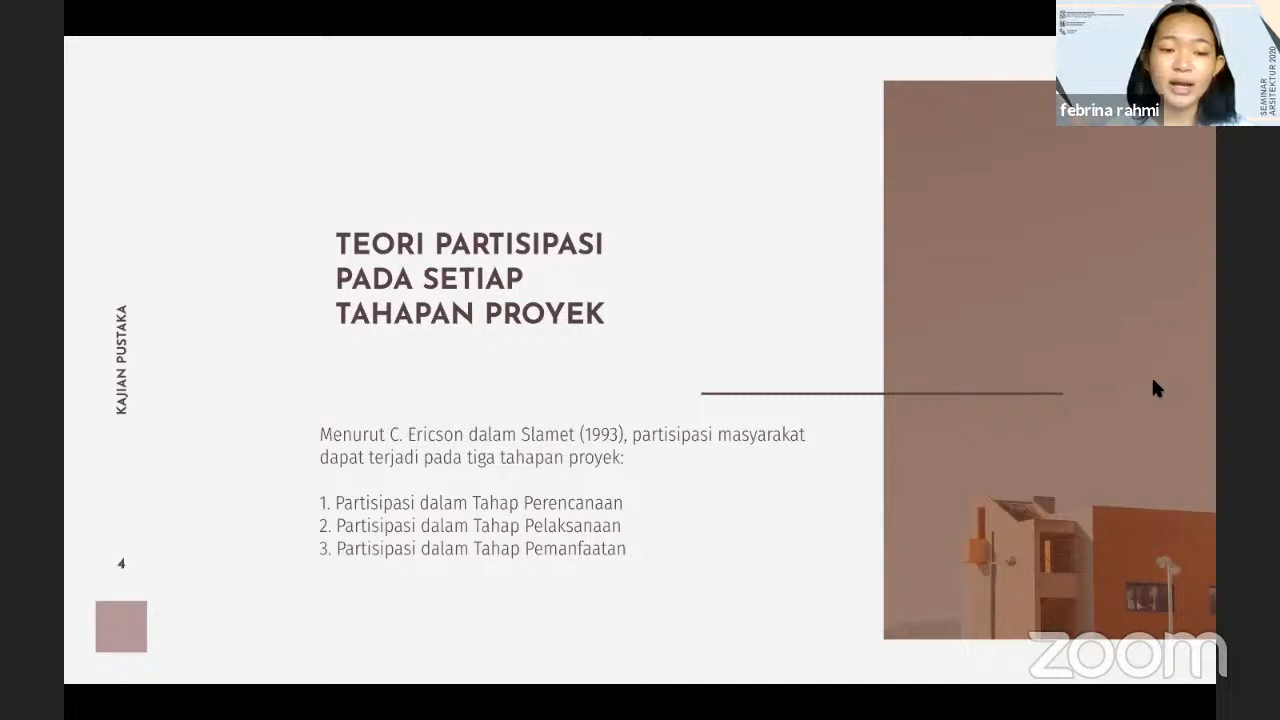 TEORI PARTISIPASI
PADA SETIAP
TAHAPAN PROYEK
KAJIAN PUSTAKA
Menurut C. Ericson dalam Slamet (1993), partisipasi masyarakat
dapat terjadi pada tiga tahapan proyek:
1. Partisipasi dalam Tahap Perencanaan
2. Partisipasi dalam Tahap Pelaksanaan
3. Partisipasi dalam Tahap Pemanfaatan
4
febrina rahmi
SEMINAR
ARSITEKTUR 2020
zoom